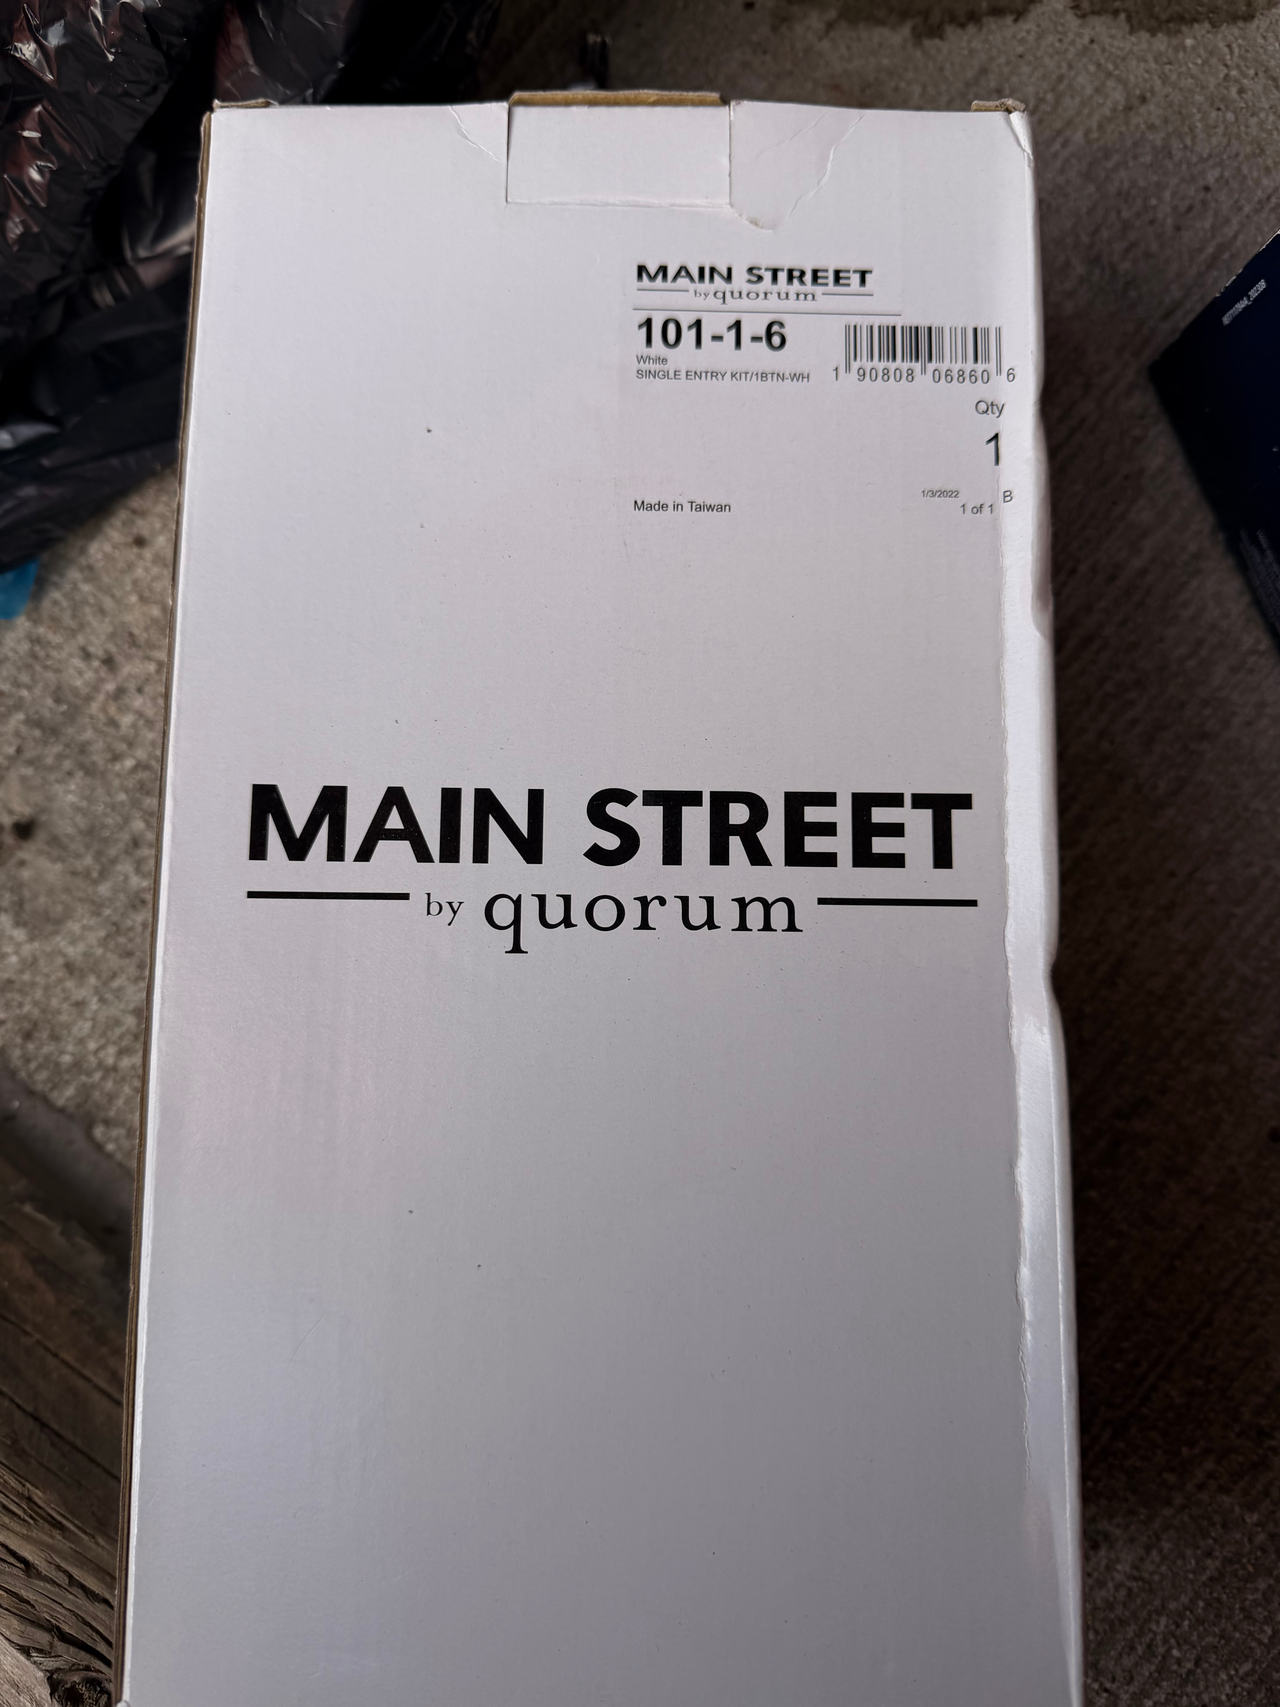 MAIN STREET
by quorum
101-1-6
White
SINGLE ENTRY KIT/1BTN-WH
1 90808 06860 6
Qty
1
1/3/2022 B
Made in Taiwan
1 of 1
MAIN STREET
by quorum